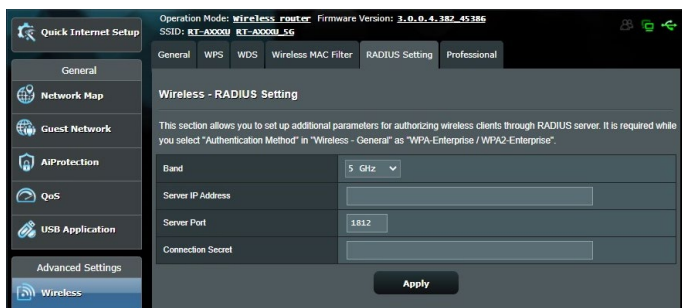 Quick Internet Setup
General
Network Map
Guest Network
AiProtection
QoS
USB Application
Advanced Settings
Wireless
Operation Mode: Wireless router Firmware Version: 3.0.0.4.382_45386
SSID: RT-AXXXU RT-AXXXU_5G
General WPS WDS Wireless MAC Filter RADIUS Setting Professional
Wireless - RADIUS Setting
This section allows you to set up additional parameters for authorizing wireless clients through RADIUS server. It is required while
you select "Authentication Method" in "Wireless - General" as "WPA-Enterprise / WPA2-Enterprise".
Band 5 GHz
Server IP Address
Server Port 1812
Connection Secret
Apply